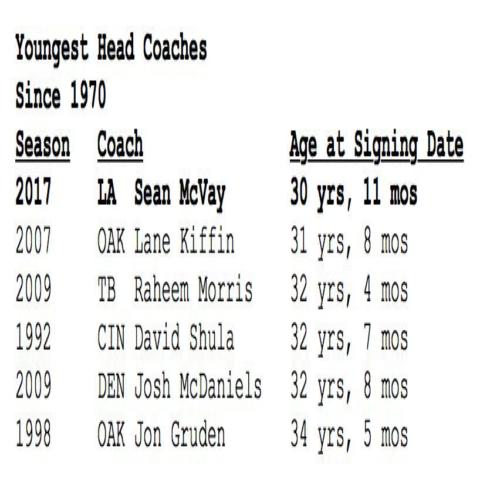 Youngest Head Coaches
Since 1970
Season Coach Age at Signing Date
2017 LA Sean McVay 30 yrs, 11 mos
2007 OAK Lane Kiffin 31 yrs, 8 mos
2009 TB Raheem Morris 32 yrs, 4 mos
1992 CIN David Shula 32 yrs, 7 mos
2009 DEN Josh McDaniels 32 yrs, 8 mos
1998 OAK Jon Gruden 34 yrs, 5 mos